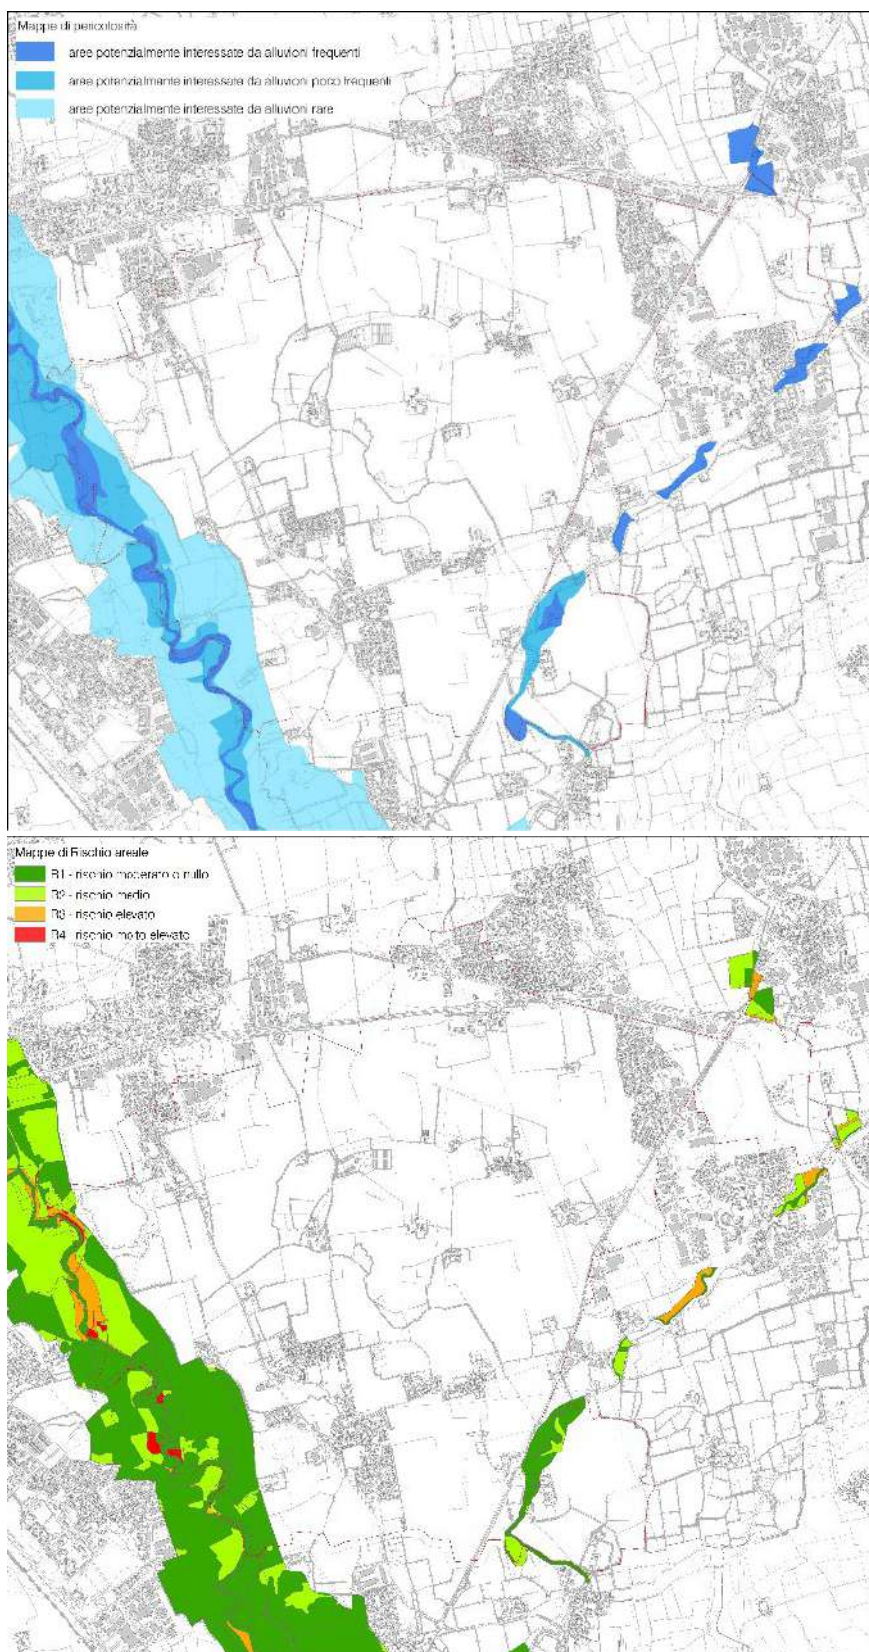 Mappe di pericolosità
aree potenzialmente interessate da alluvioni frequenti
aree potenzialmente interessate da alluvioni poco frequenti
aree potenzialmente interessate da alluvioni rare
Mappe di Rischio areale
R1 - rischio moderato o nullo
R2 - rischio medio
R3 - rischio elevato
R4 - rischio molto elevato